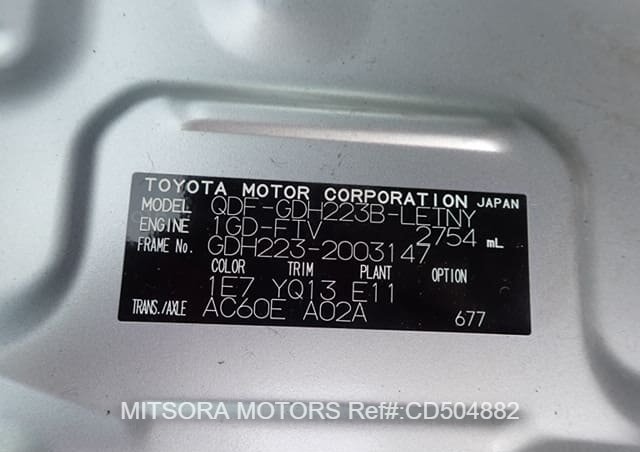 TOYOTA MOTOR CORPORATION JAPAN
MODEL QDF-GDH223B-LETNY
ENGINE 1GD-FTV 2754 mL
FRAME No. GDH223-2003147
COLOR TRIM PLANT OPTION
1E7 YQ13 E11
TRANS./AXLE AC60E A02A 677
MITSORA MOTORS Ref#:CD504882